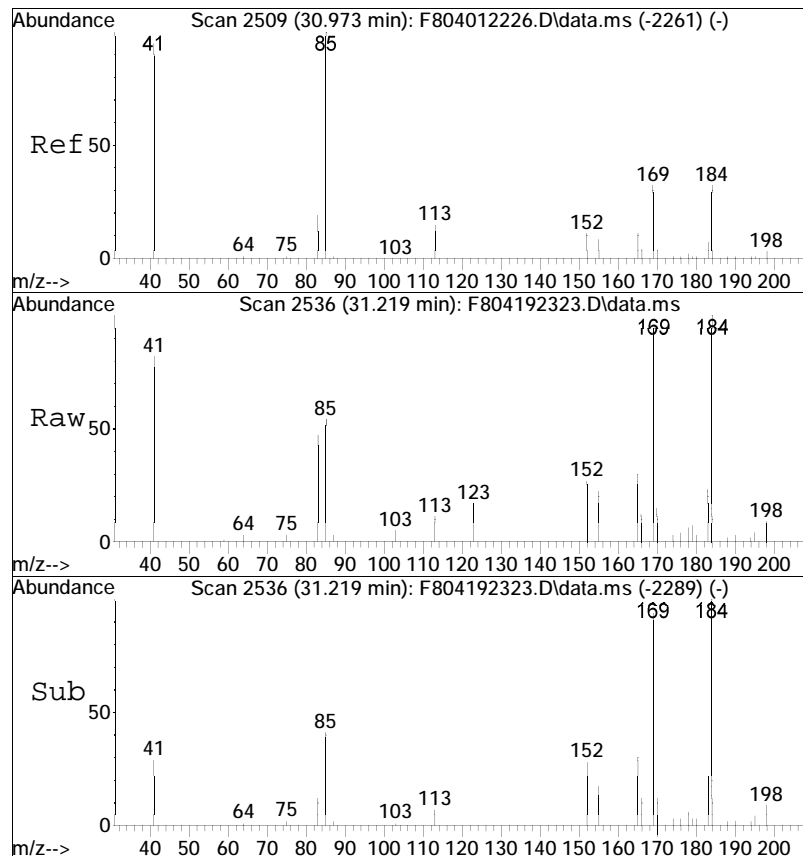 Abundance Scan 2509 (30.973 min): F804012226.D\data.ms (-2261) (-)
41 85
Ref 50
169 184
113 152
64 75 103 198
0
m/z--> 40 50 60 70 80 90 100 110 120 130 140 150 160 170 180 190 200
Abundance Scan 2536 (31.219 min): F804192323.D\data.ms
169 184
41
85
Raw 50
152
113 123
64 75 103 198
0
m/z--> 40 50 60 70 80 90 100 110 120 130 140 150 160 170 180 190 200
Abundance Scan 2536 (31.219 min): F804192323.D\data.ms (-2289) (-)
169 184
Sub 50
41 85 152
64 75 103 113 198
0
m/z--> 40 50 60 70 80 90 100 110 120 130 140 150 160 170 180 190 200